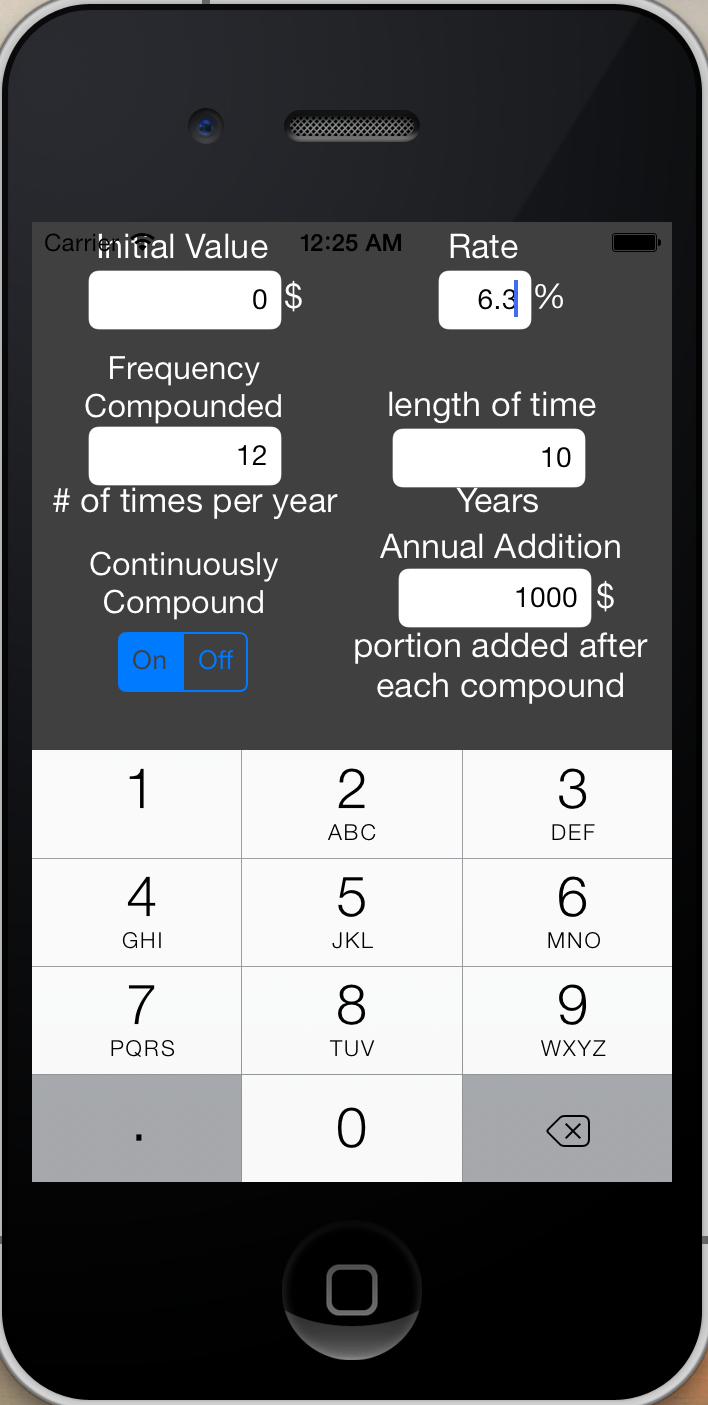 Carrier 12:25 AM
Initial Value
Rate
0 $
6.3 %
Frequency
Compounded
length of time
12
10
# of times per year
Years
Continuously
Compound
Annual Addition
1000 $
On Off
portion added after
each compound
1
2
ABC
3
DEF
4
GHI
5
JKL
6
MNO
7
PQRS
8
TUV
9
WXYZ
.
0